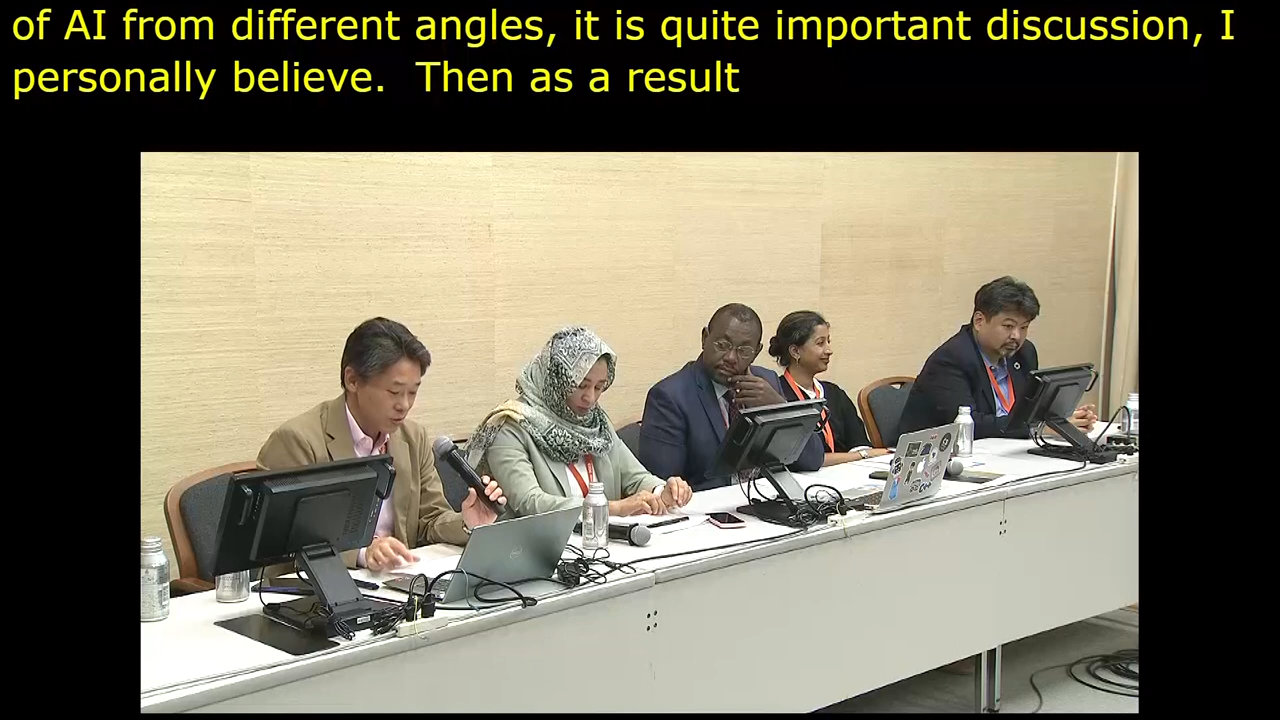 of AI from different angles, it is quite important discussion, I
personally believe.  Then as a result